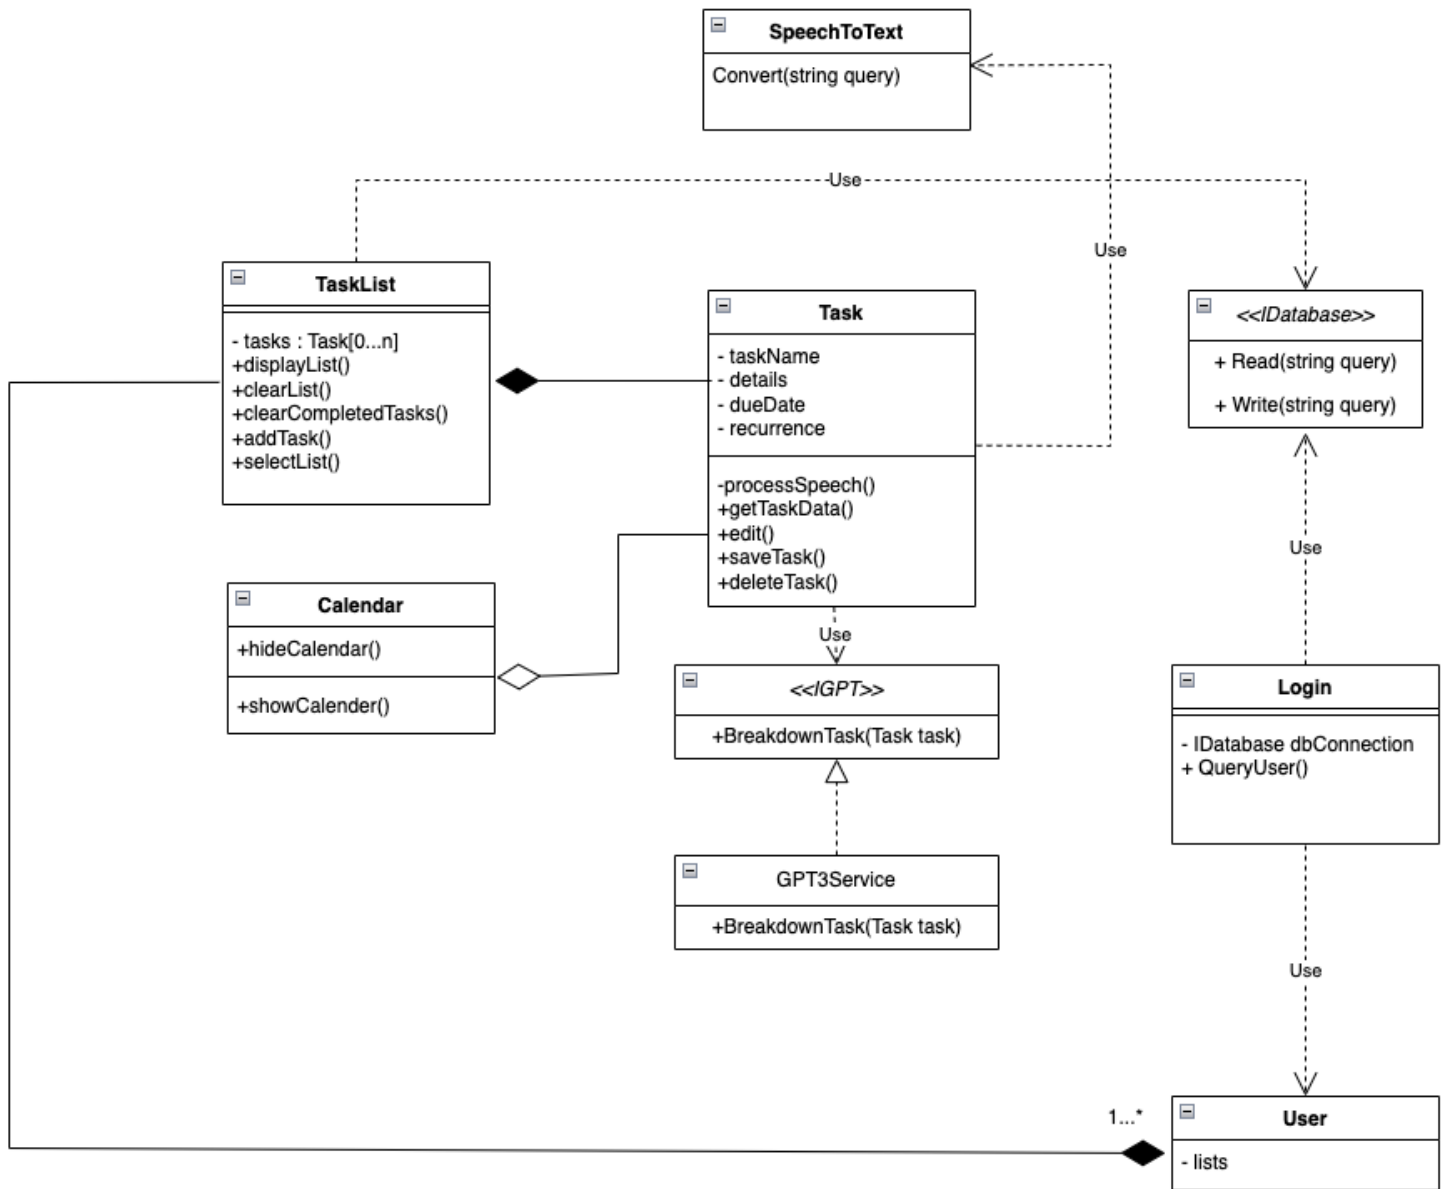 SpeechToText
Convert(string query)
Use
Use
TaskList
- tasks : Task[0...n]
+displayList()
+clearList()
+clearCompletedTasks()
+addTask()
+selectList()
Task
- taskName
- details
- dueDate
- recurrence
-processSpeech()
+getTaskData()
+edit()
+saveTask()
+deleteTask()
<<IDatabase>>
+ Read(string query)
+ Write(string query)
Use
Calendar
+hideCalendar()
+showCalender()
Use
<<IGPT>>
+BreakdownTask(Task task)
Login
- IDatabase dbConnection
+ QueryUser()
GPT3Service
+BreakdownTask(Task task)
Use
1...*
User
- lists